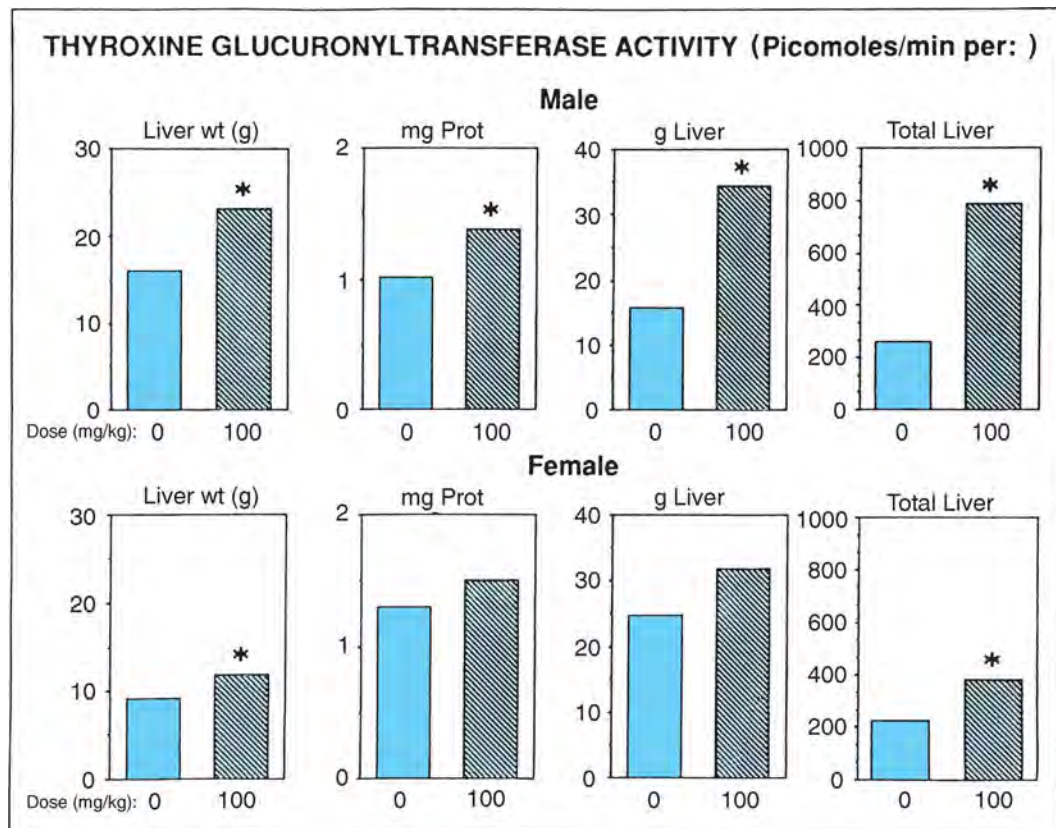 THYROXINE GLUCURONYLTRANSFERASE ACTIVITY (Picomoles/min per: )
Male
Liver wt (g) mg Prot g Liver Total Liver
30 2 40 1000
* * * *
800
30
20
600
1 20
400
10
10
200
0 0 0 0
Dose (mg/kg): 0 100 0 100 0 100 0 100
Female
Liver wt (g) mg Prot g Liver Total Liver
30 2 40 1000
800
30
20
600
1 20
* *
400
10
10
200
0 0 0 0
Dose (mg/kg): 0 100 0 100 0 100 0 100